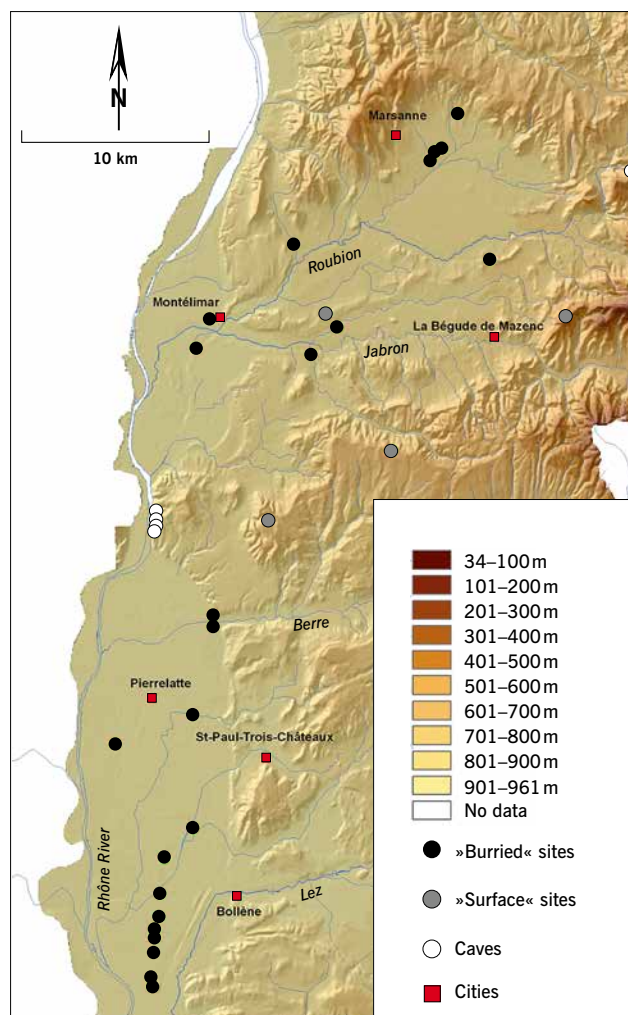 N
10 km
Marsanne
Roubion
Montélimar
La Bégude de Mazenc
Jabron
Berre
Pierrelatte
St-Paul-Trois-Châteaux
Rhône River
Lez
Bollène
34–100 m
101–200 m
201–300 m
301–400 m
401–500 m
501–600 m
601–700 m
701–800 m
801–900 m
901–961 m
No data
»Burried« sites
»Surface« sites
Caves
Cities